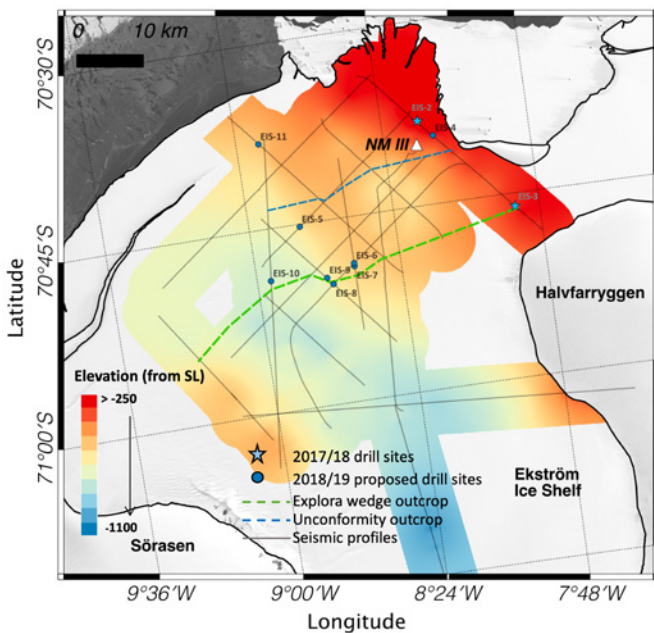 0 10 km
70°30'S
70°45'S
71°00'S
Latitude
EIS-2
EIS-4
NM III
EIS-11
EIS-3
EIS-5
EIS-6
EIS-7
EIS-9
EIS-8
EIS-10
Halvfarryggen
Elevation (from SL)
> -250
-1100
2017/18 drill sites
2018/19 proposed drill sites
Explora wedge outcrop
Unconformity outcrop
Seismic profiles
Ekström
Ice Shelf
Sörasen
9°36'W
9°00'W
8°24'W
7°48'W
Longitude